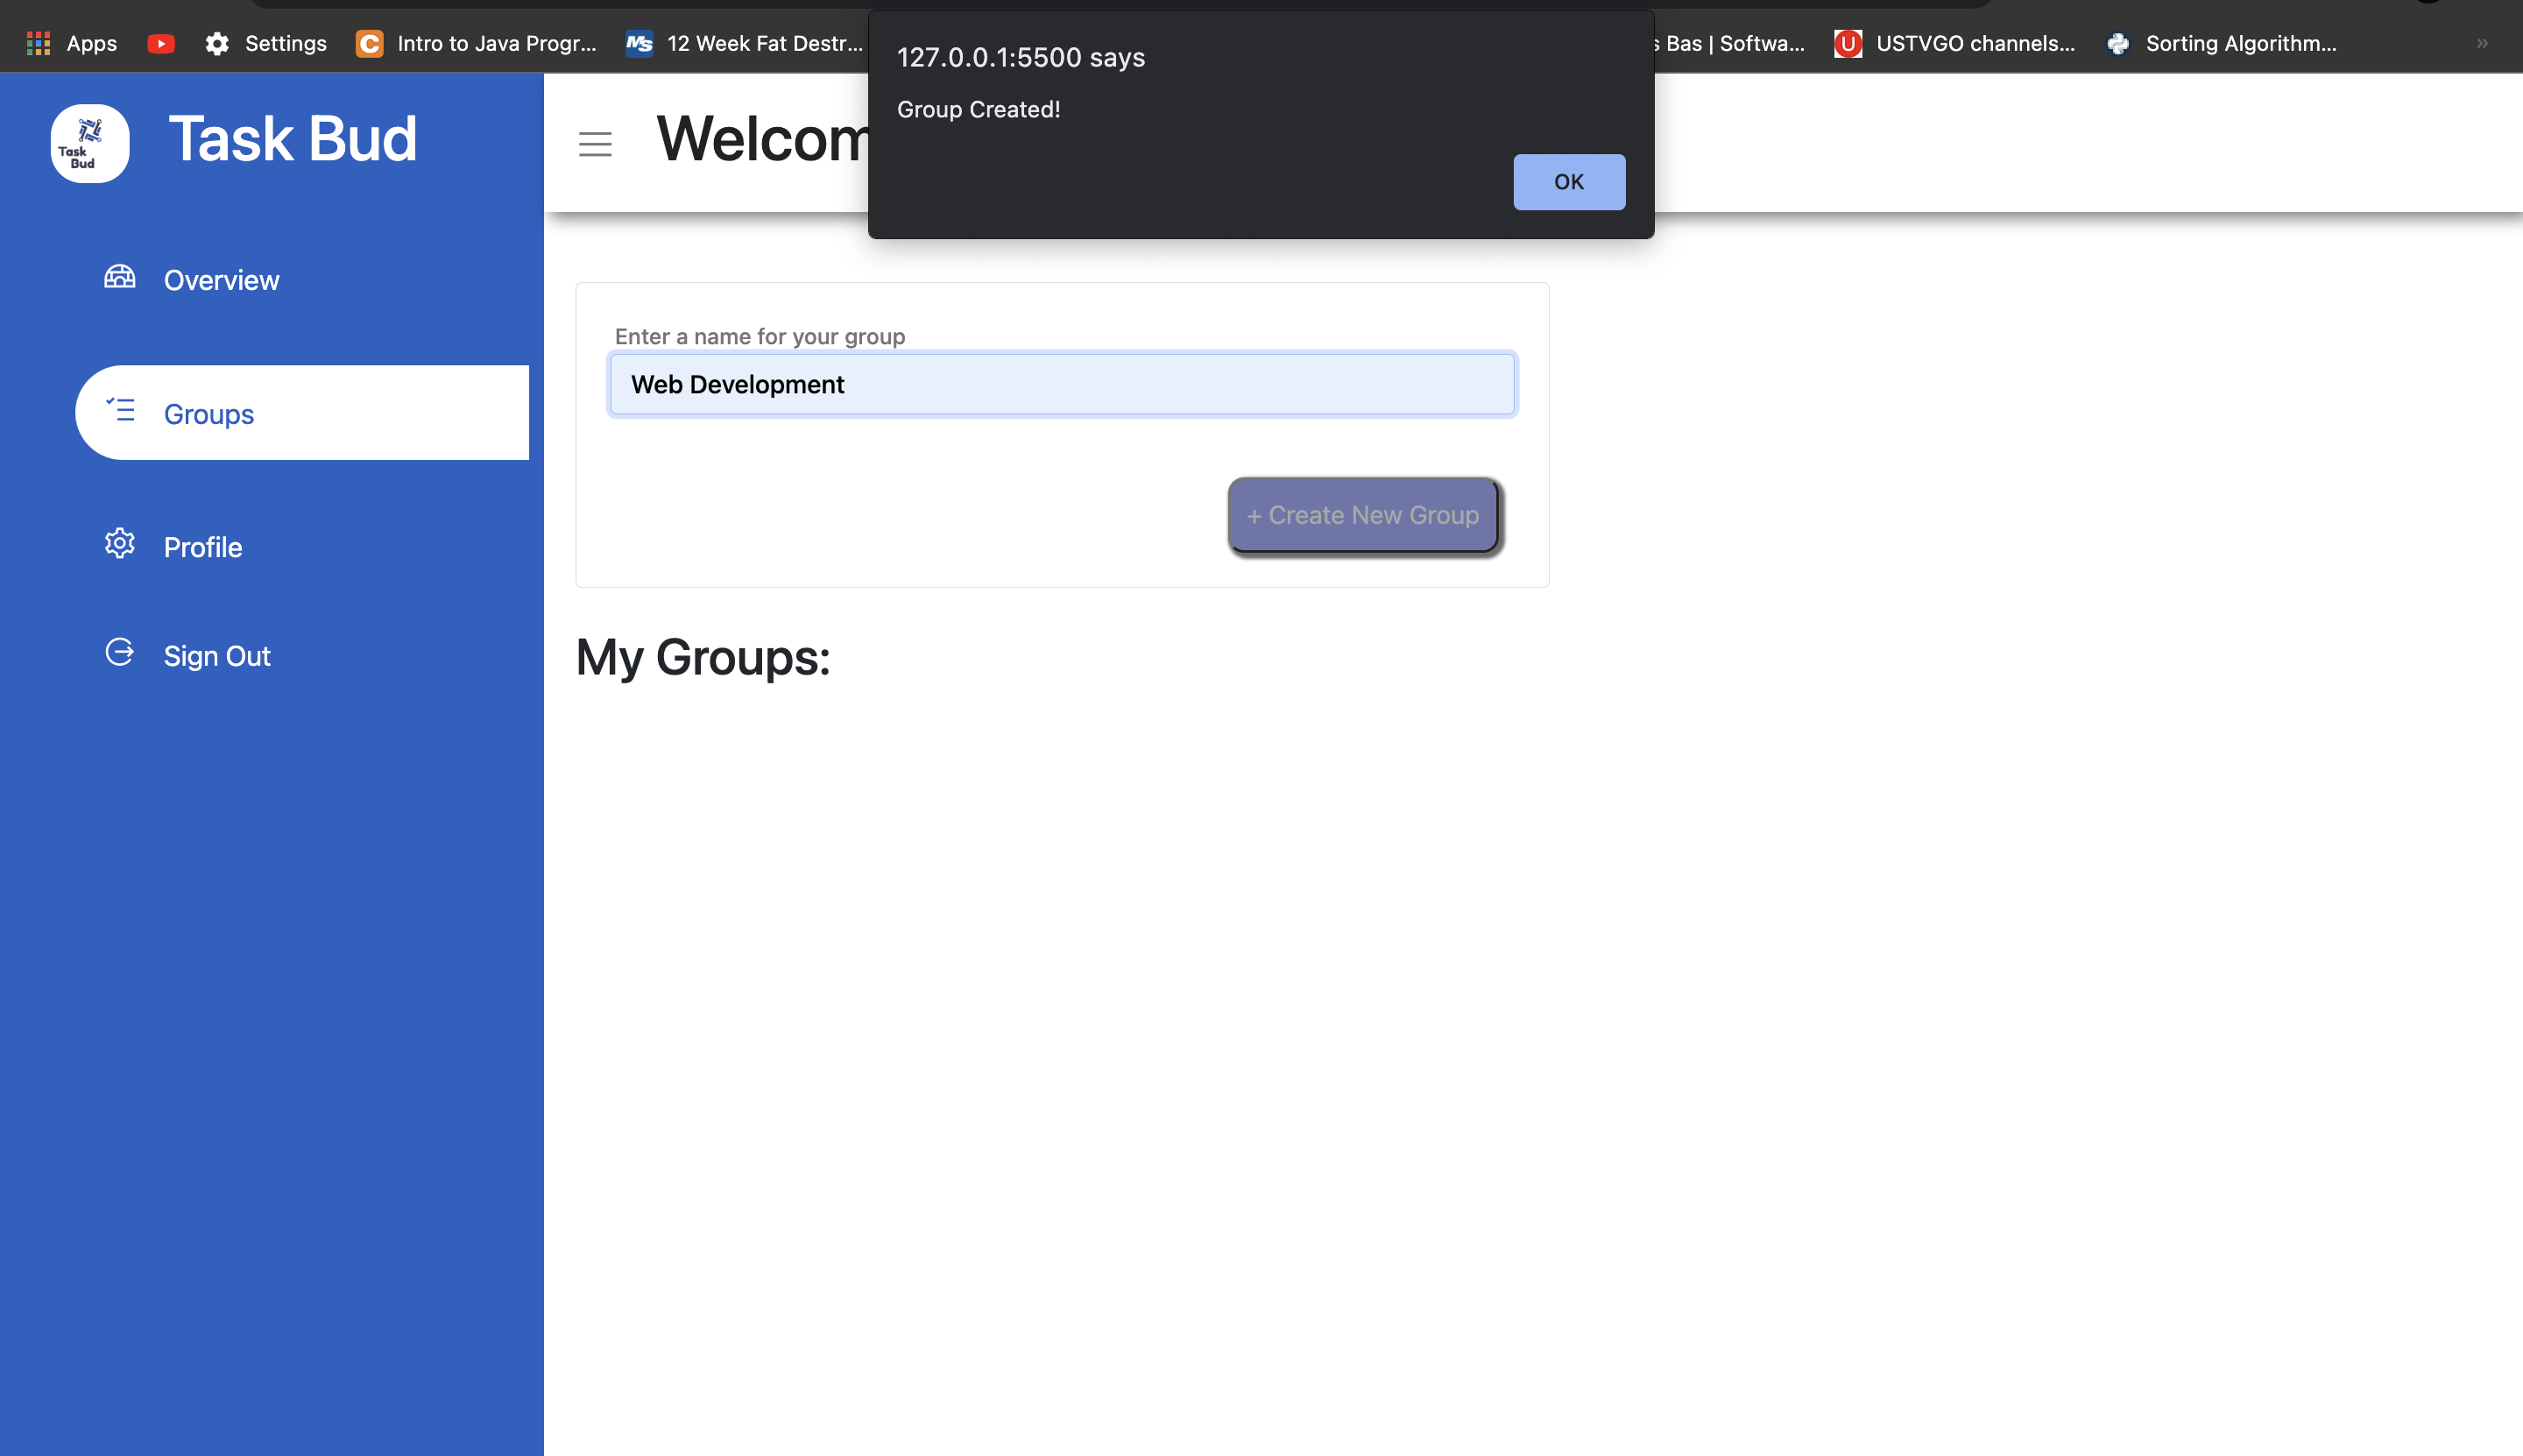 Apps
Settings
Intro to Java Progr...
12 Week Fat Destr...
Bas | Softwa...
USTVGO channels...
Sorting Algorithm...
127.0.0.1:5500 says
Group Created!
OK
Task Bud
Task Bud
Welcom
Overview
Groups
Profile
Sign Out
Enter a name for your group
Web Development
+ Create New Group
My Groups: